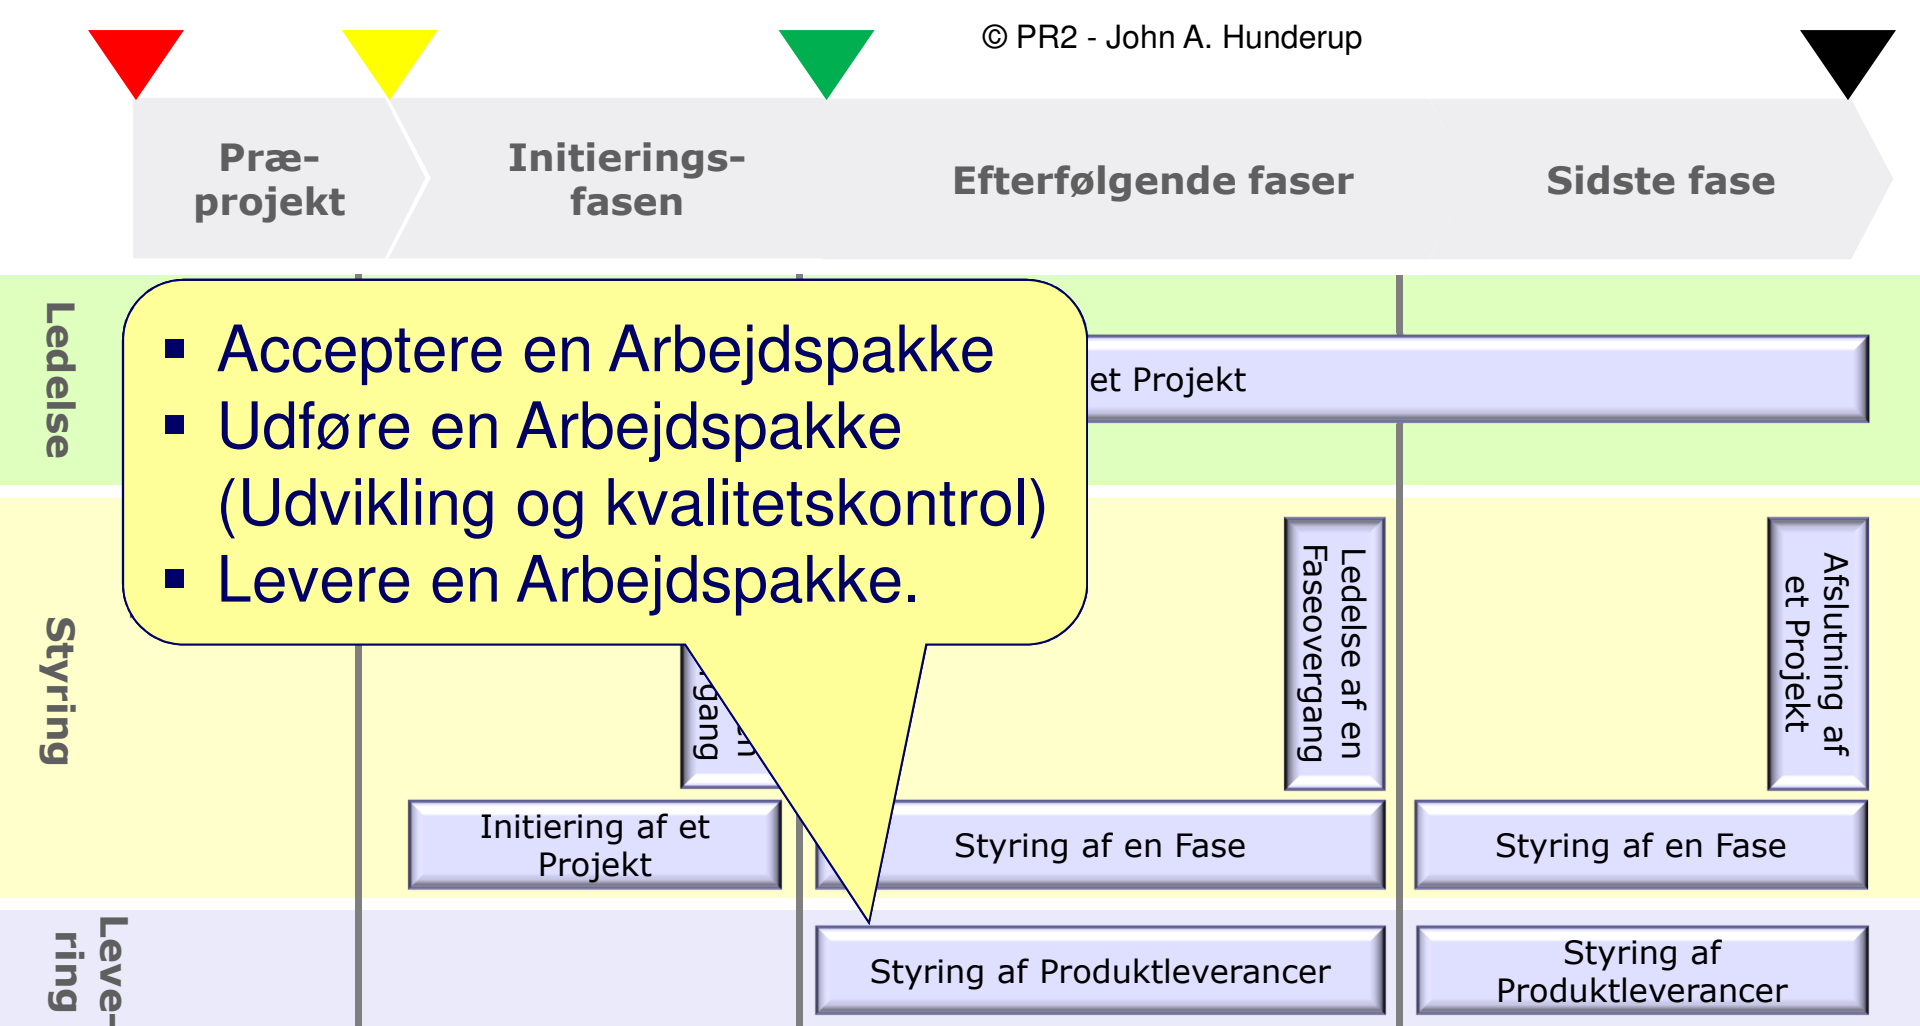 © PR2 - John A. Hunderup
Præ-
projekt
Initierings-
fasen
Efterfølgende faser
Sidste fase
Ledelse
▪ Acceptere en Arbejdspakke
▪ Udføre en Arbejdspakke
(Udvikling og kvalitetskontrol)
▪ Levere en Arbejdspakke.
et Projekt
Styring
gang
Ledelse af en
Faseovergang
Afslutning af
et Projekt
Initiering af et
Projekt
Styring af en Fase
Styring af en Fase
Leve-
ring
Styring af Produktleverancer
Styring af
Produktleverancer